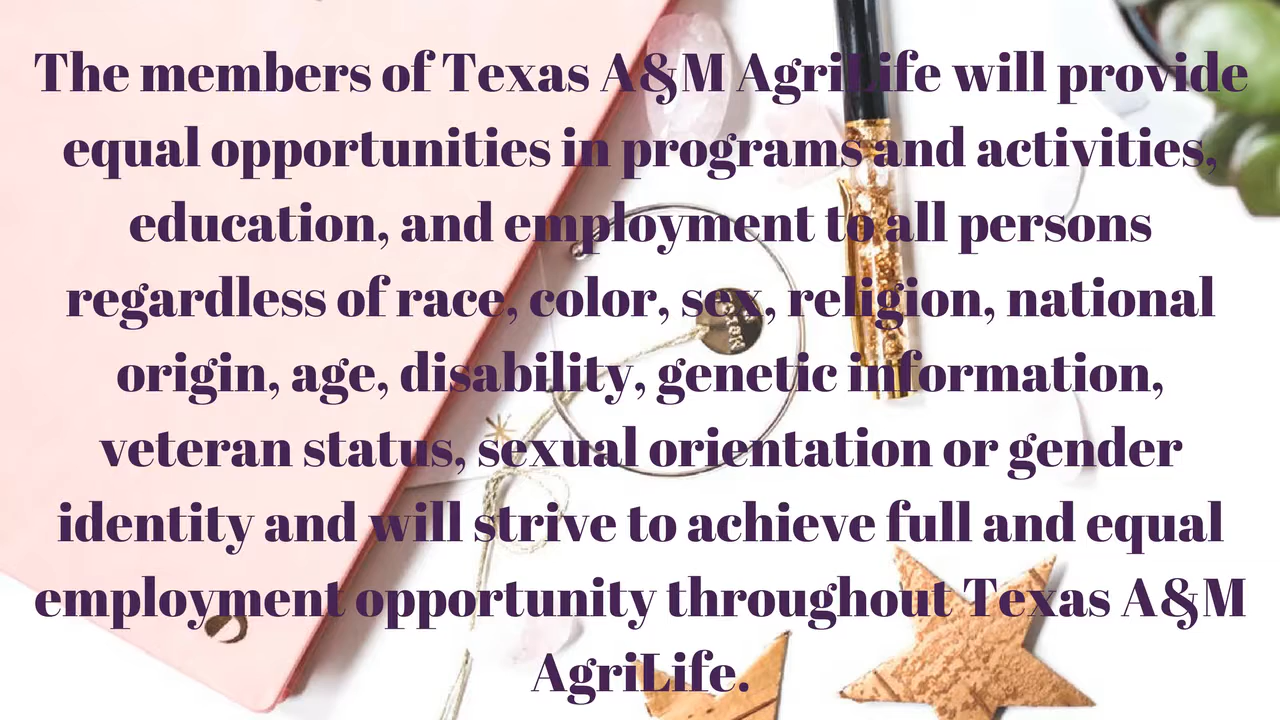 The members of Texas A&M AgriLife will provide
equal opportunities in programs and activities,
education, and employment to all persons
regardless of race, color, sex, religion, national
origin, age, disability, genetic information,
veteran status, sexual orientation or gender
identity and will strive to achieve full and equal
employment opportunity throughout Texas A&M
AgriLife.